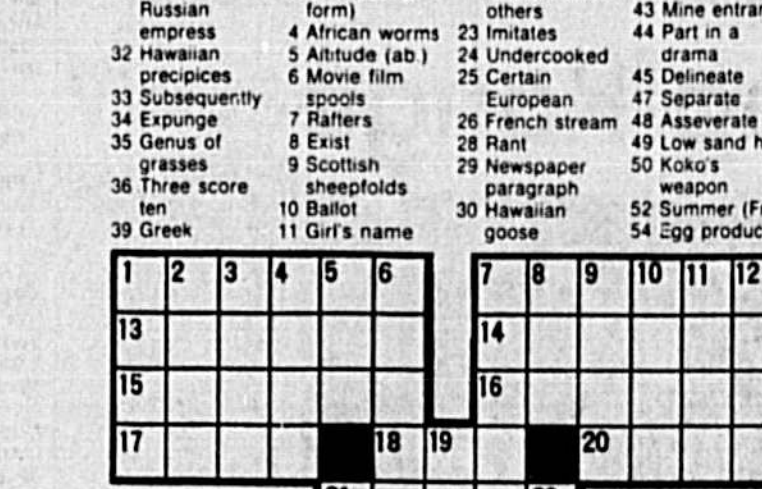 Russian
empress
32 Hawaiian
precipices
33 Subsequently
34 Expunge
35 Genus of
grasses
36 Three score
ten
39 Greek
form)
4 African worms
5 Altitude (ab.)
6 Movie film
spools
7 Rafters
8 Exist
9 Scottish
sheepfolds
10 Ballot
11 Girl's name
others
23 Imitates
24 Undercooked
25 Certain
European
26 French stream
28 Rant
29 Newspaper
paragraph
30 Hawaiian
goose
43 Mine
44 Part in a
drama
45 Delineate
47 Separate
48 Asseverate
49 Low sand
50 Koko's
weapon
52 Summer
54 Egg
1 2 3 4 5 6 7 8 9 10 11 12
13 14
15 16
17 18 19 20